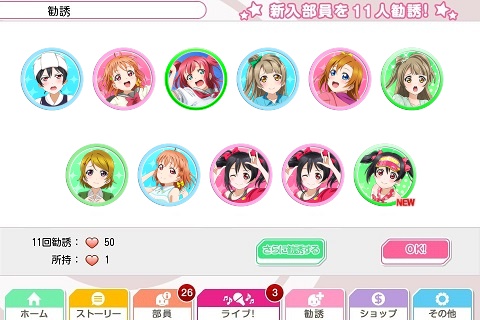 勧誘
新入部員を11人勧誘!
NEW
11回勧誘： 50
所持： 1
さらに勧誘する
OK!
26
3
ホーム
ストーリー
部員
ライブ!
勧誘
ショップ
その他